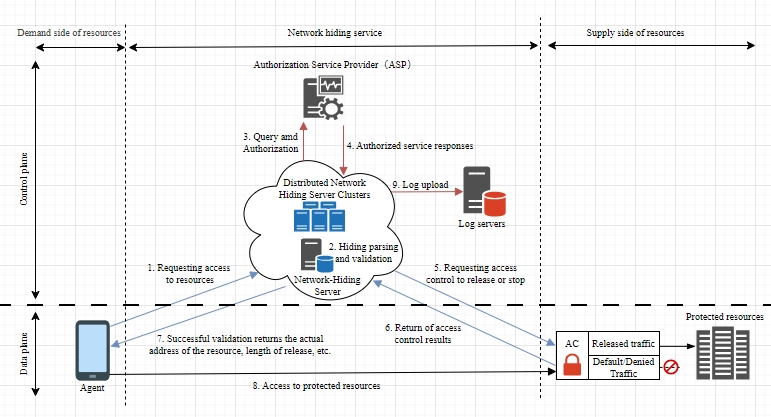 Demand side of resources
Network hiding service
Supply side of resources
Authorization Service Provider（ASP）
3. Query amd
Authorization
4. Authorized service responses
Control plane
Distributed Network
Hiding Server Clusters
9. Log upload
Log servers
2. Hiding parsing
and validation
1. Requesting access
to resources
Network-Hiding
Server
5. Requesting access
control to release or stop
Data plane
7. Successful validation returns the actual
address of the resource, length of release, etc.
6. Return of access
control results
Protected resources
AC
Released traffic
Default/Denied
Traffic
Agent
8. Access to protected resources